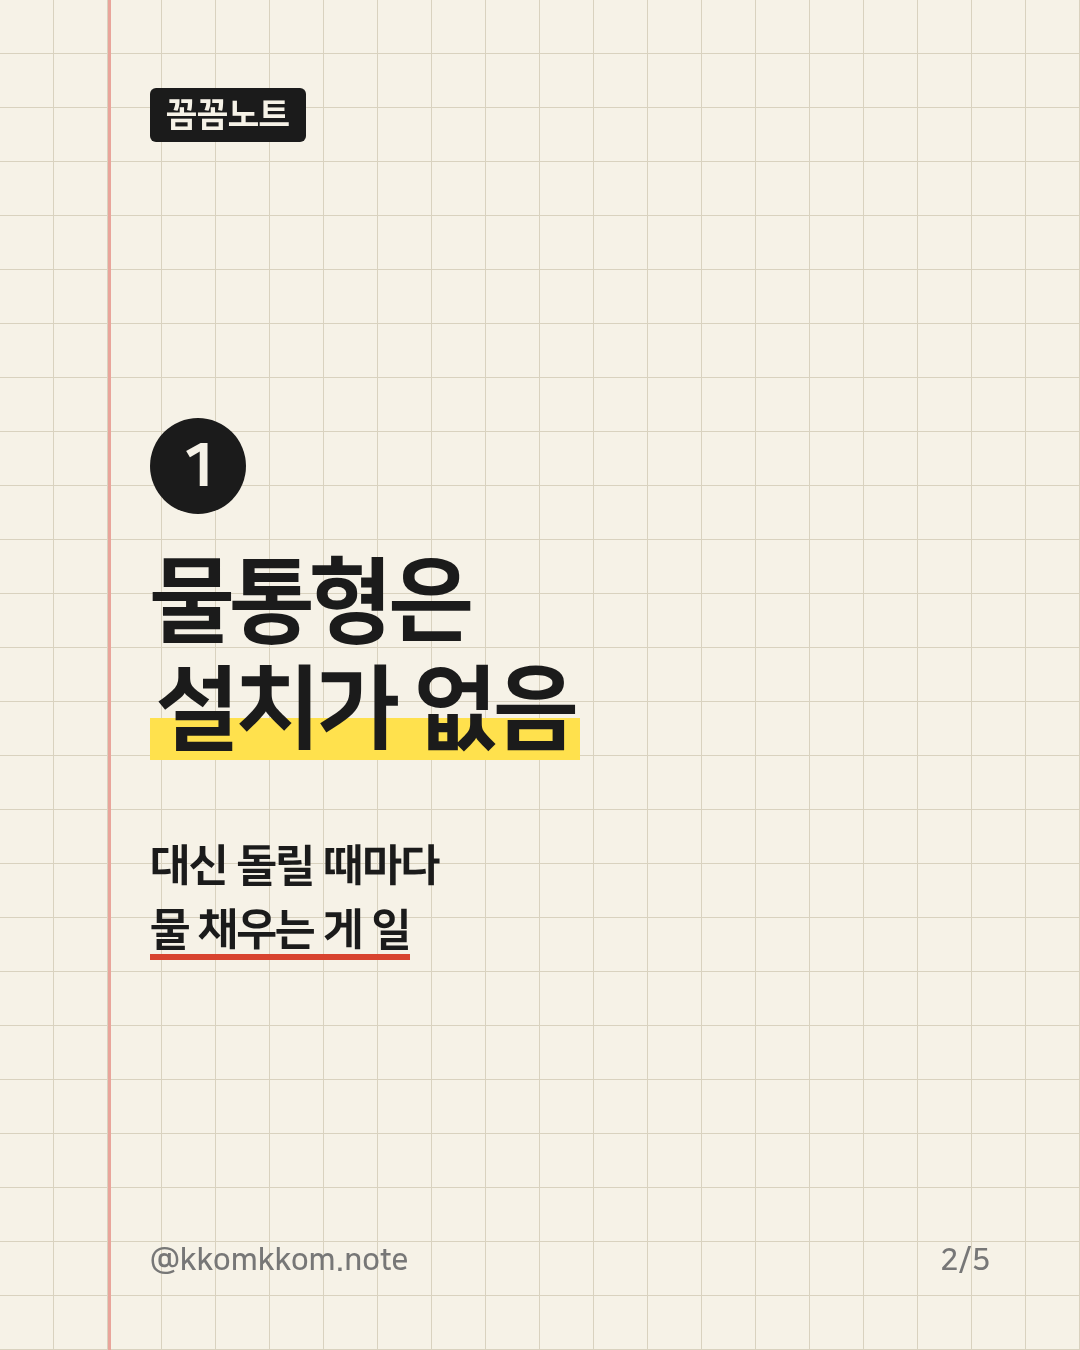 꼼꼼노트
1
물통형은
설치가 없음
대신 돌릴 때마다
물 채우는 게 일
@kkomkkom.note
2/5